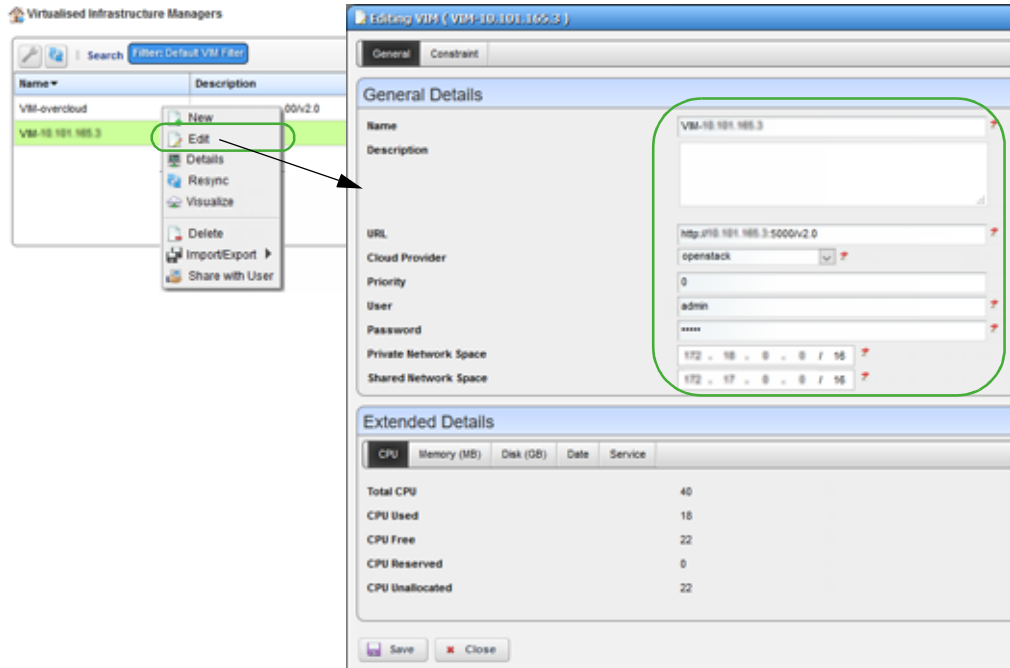 Virtualised Infrastructure Managers
Search Filter: Default VIM Filter
Name Description
VIM-overcloud 00/v2.0
VIM-10.101.165.3
New
Edit
Details
Resync
Visualize
Delete
Import/Export
Share with User
Editing VIM ( VIM-10.101.165.3 )
General Constraint
General Details
Name VIM-10.101.165.3
Description
URL http://10.101.165.3:5000/v2.0
Cloud Provider openstack
Priority 0
User admin
Password •••••
Private Network Space 172 . 18 . 0 . 0 / 16
Shared Network Space 172 . 17 . 0 . 0 / 16
Extended Details
CPU Memory (MB) Disk (GB) Date Service
Total CPU 40
CPU Used 18
CPU Free 22
CPU Reserved 0
CPU Unallocated 22
Save Close